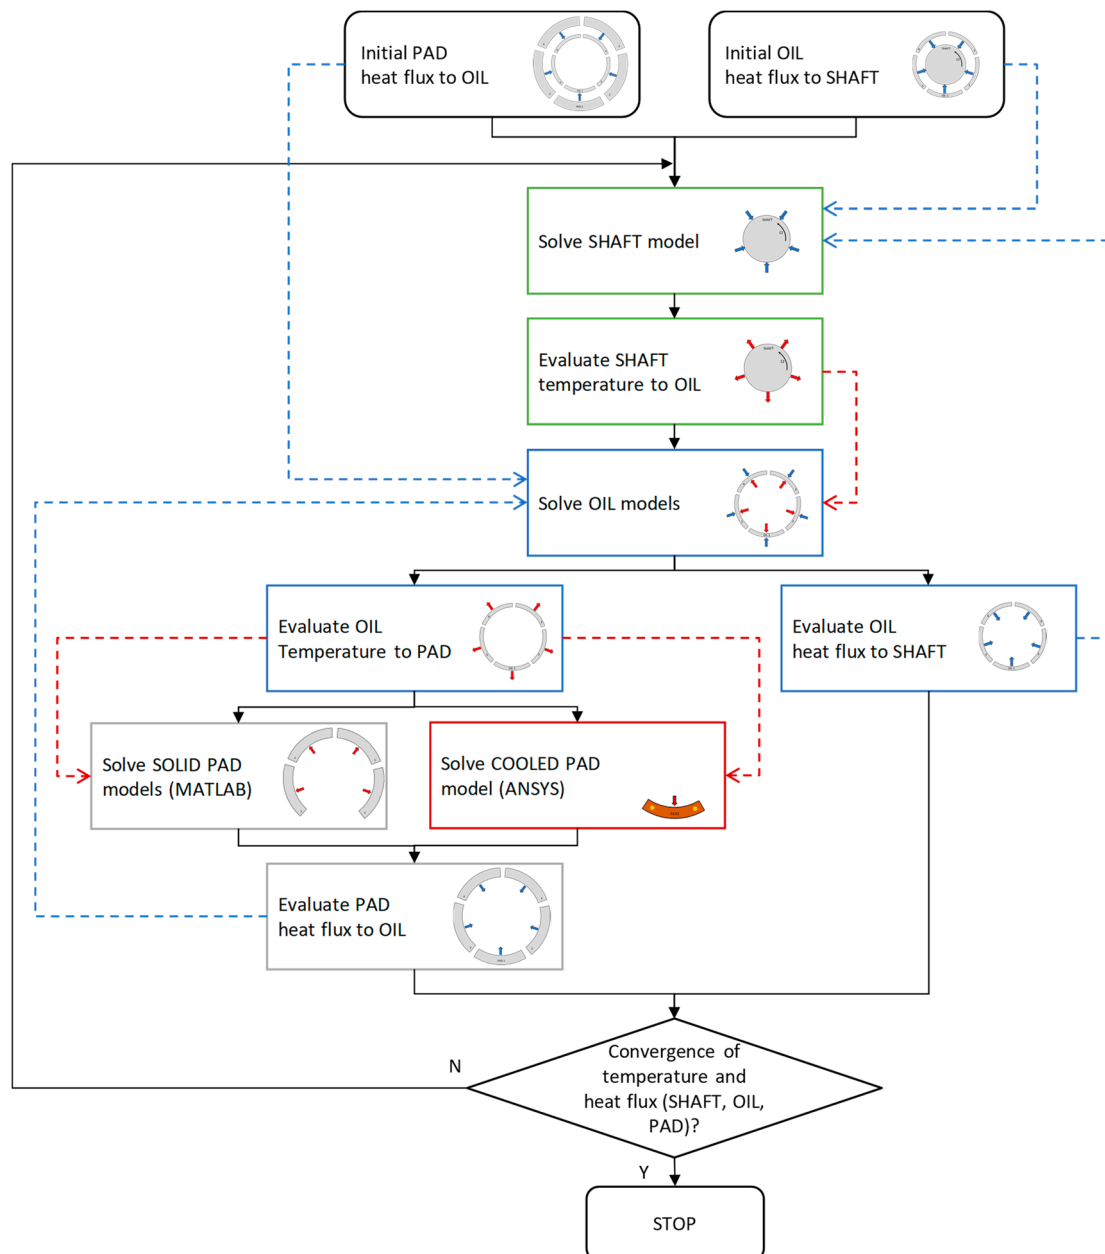 Initial PAD
heat flux to OIL
Initial OIL
heat flux to SHAFT
SHAFT
Solve SHAFT model
SHAFT
Evaluate SHAFT
temperature to OIL
SHAFT
Solve OIL models
Evaluate OIL
Temperature to PAD
Evaluate OIL
heat flux to SHAFT
Solve SOLID PAD
models (MATLAB)
Solve COOLED PAD
model (ANSYS)
Evaluate PAD
heat flux to OIL
Convergence of
temperature and
heat flux (SHAFT, OIL,
PAD)?
N
Y
STOP